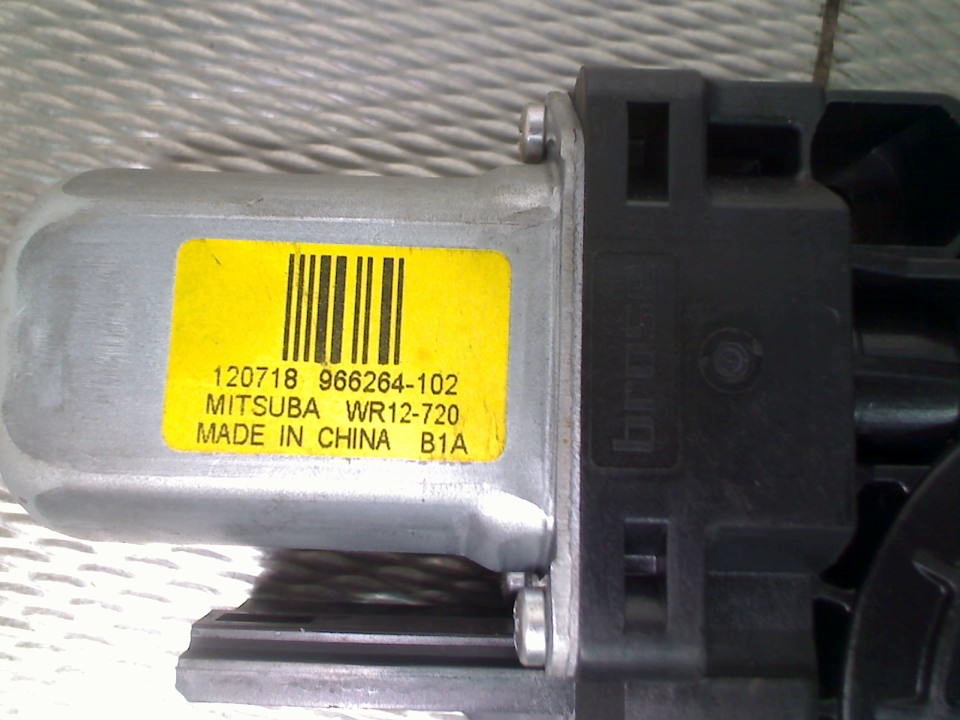 120718 966264-102
MITSUBA WR12-720
MADE IN CHINA B1A
brose